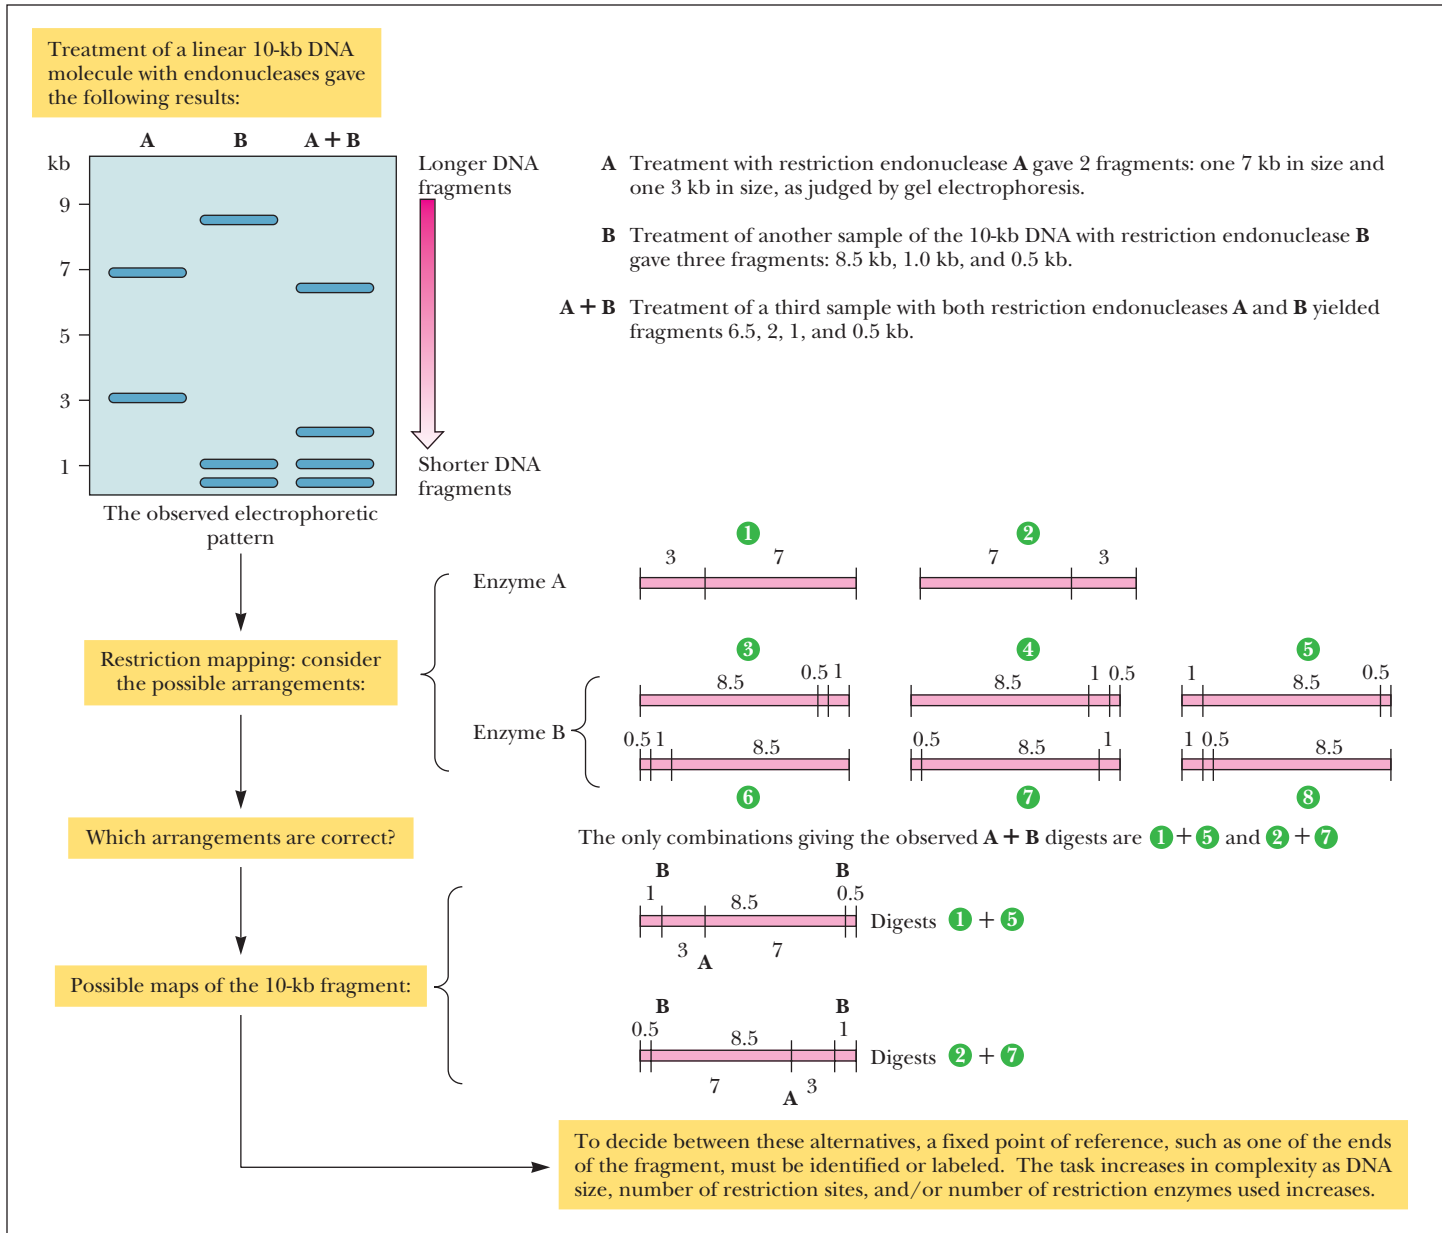 Treatment of a linear 10-kb DNA
molecule with endonucleases gave
the following results:
A B A + B
kb
9
7
5
3
1
Longer DNA
fragments
Shorter DNA
fragments
The observed electrophoretic
pattern
A Treatment with restriction endonuclease A gave 2 fragments: one 7 kb in size and
one 3 kb in size, as judged by gel electrophoresis.
B Treatment of another sample of the 10-kb DNA with restriction endonuclease B
gave three fragments: 8.5 kb, 1.0 kb, and 0.5 kb.
A + B Treatment of a third sample with both restriction endonucleases A and B yielded
fragments 6.5, 2, 1, and 0.5 kb.
Restriction mapping: consider
the possible arrangements:
1 2
3 7 7 3
Enzyme A
3 4 5
8.5 0.5 1 8.5 1 0.5 1 8.5 0.5
Enzyme B
0.5 1 8.5 0.5 8.5 1 1 0.5 8.5
6 7 8
Which arrangements are correct?
The only combinations giving the observed A + B digests are 1 + 5 and 2 + 7
Possible maps of the 10-kb fragment:
B B
1 8.5 0.5
Digests 1 + 5
3 7
A
B B
0.5 8.5 1
Digests 2 + 7
7 3
A
To decide between these alternatives, a fixed point of reference, such as one of the ends
of the fragment, must be identified or labeled. The task increases in complexity as DNA
size, number of restriction sites, and/or number of restriction enzymes used increases.